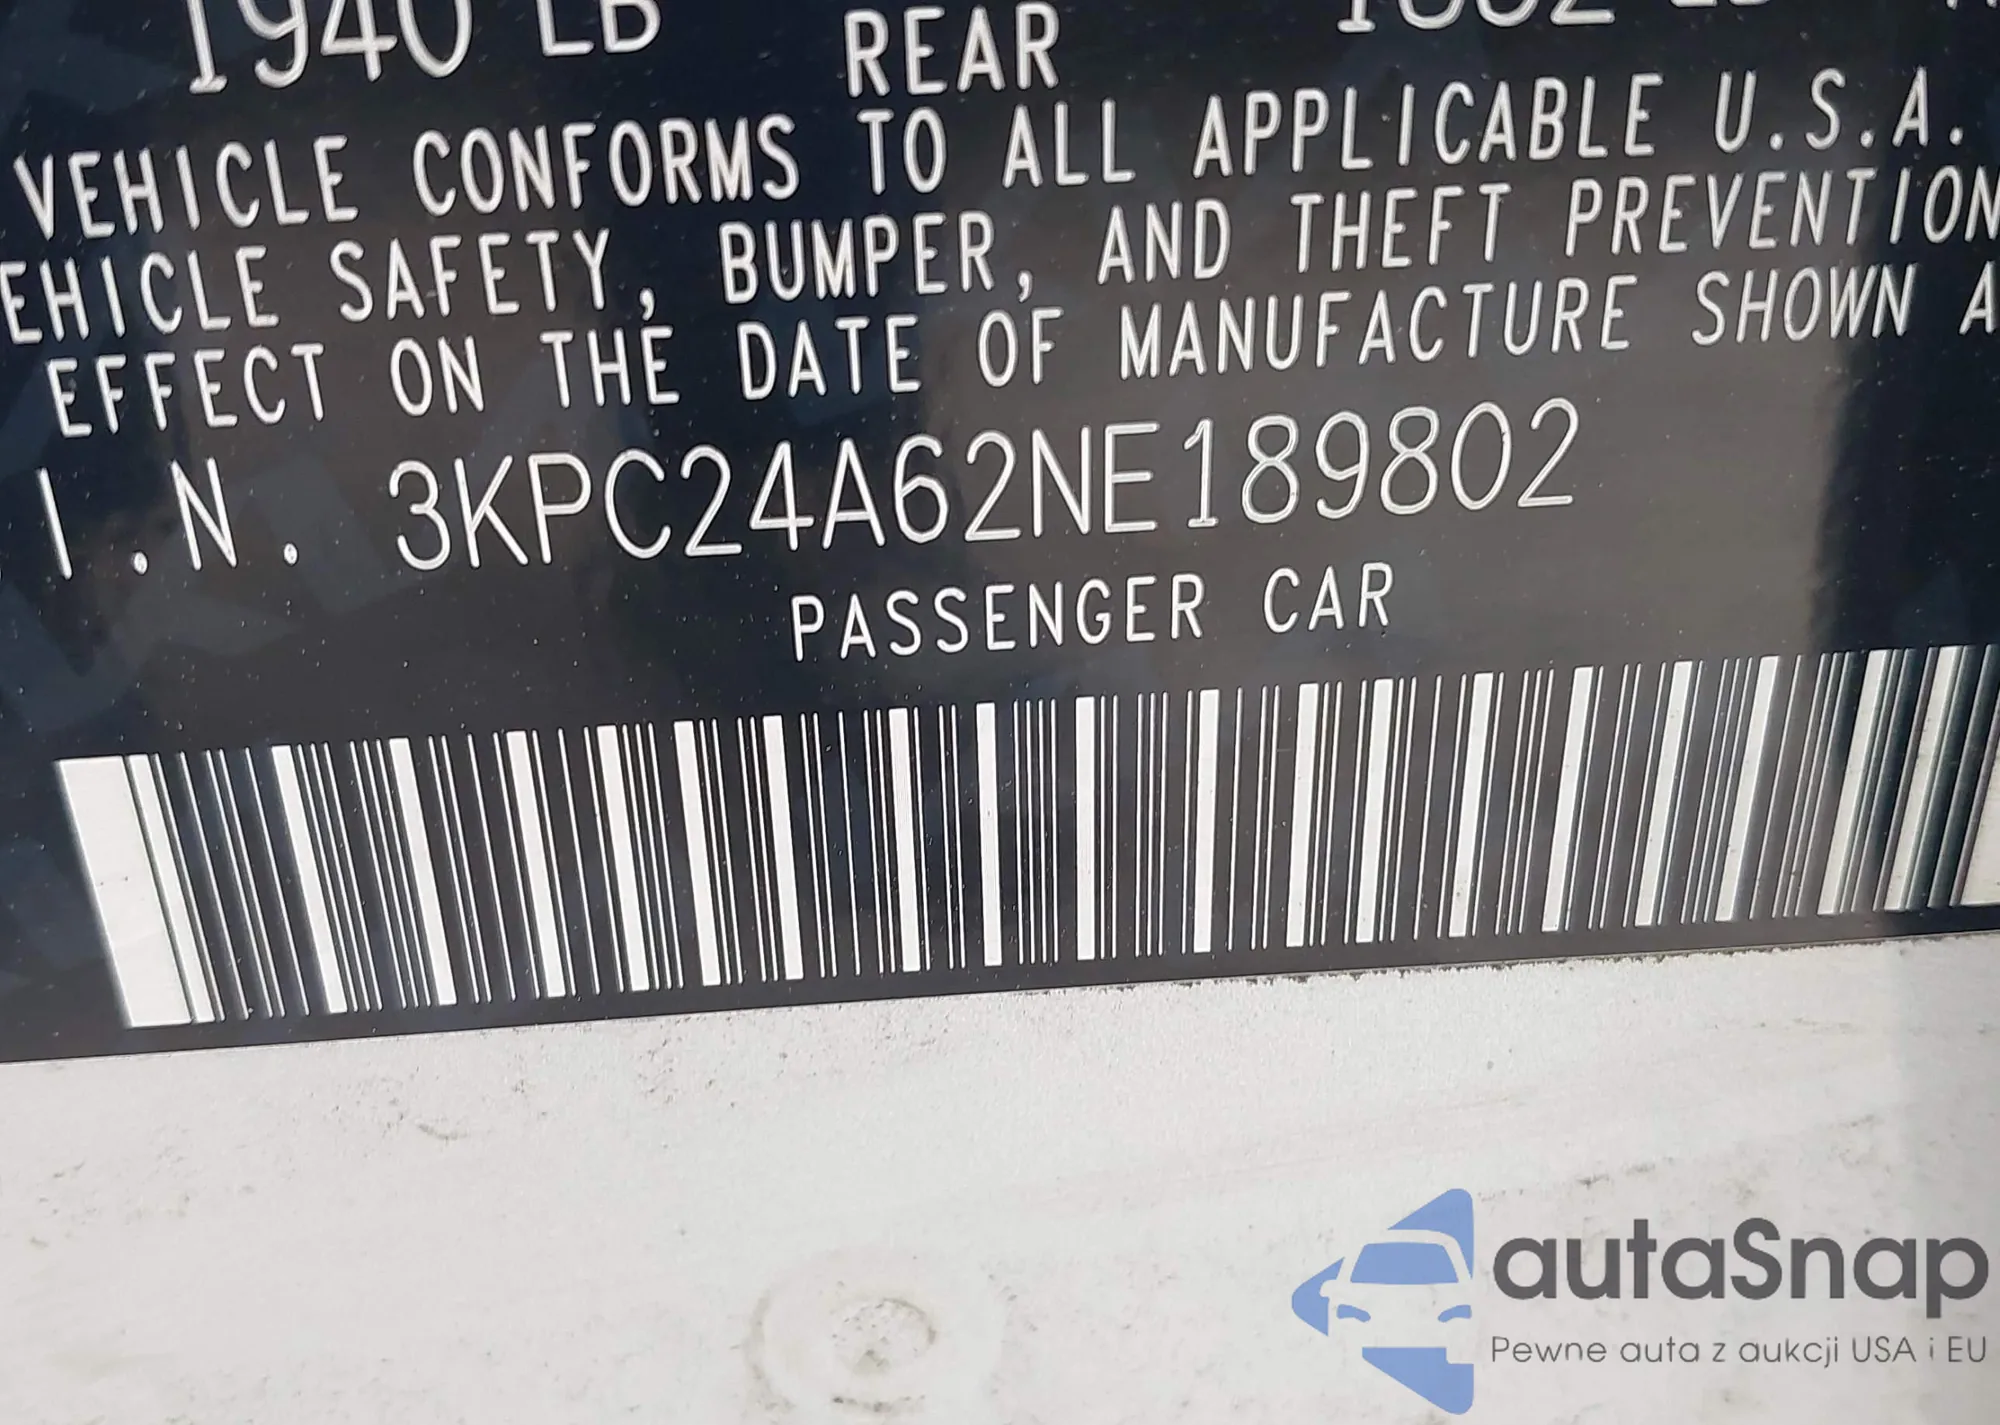 1940 LB REAR
VEHICLE CONFORMS TO ALL APPLICABLE U.S.A.
EHICLE SAFETY, BUMPER, AND THEFT PREVENTION
EFFECT ON THE DATE OF MANUFACTURE SHOWN A
I.N. 3KPC24A62NE189802
PASSENGER CAR
autaSnap
Pewne auta z aukcji USA i EU